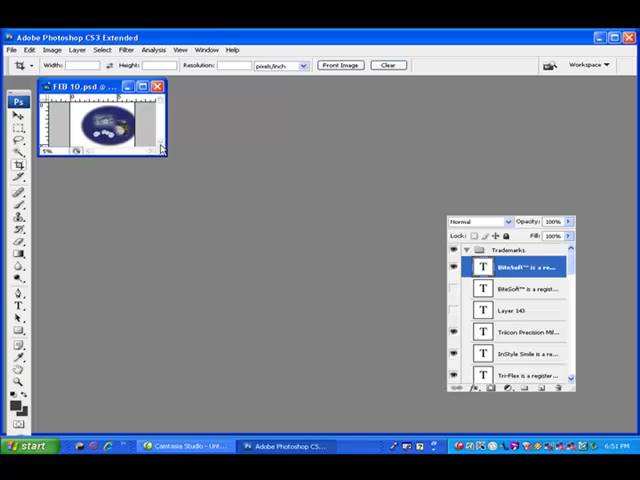 Adobe Photoshop CS3 Extended
File Edit Image Layer Select Filter Analysis View Window Help
Width: Height: Resolution: pixels/inch Front Image Clear Workspace
FEB 10.psd @ ...
Ps
5%
Normal Opacity: 100%
Lock: Fill: 100%
Trademarks
T BiteSoft™ is a re...
T BiteSoft™ is a regist...
T Layer 143
T Triicon Precision Mil...
T InStyle Smile is a re...
T Tri-Flex is a register...
start Camtasia Studio - Unt... Adobe Photoshop CS... 6:51 PM